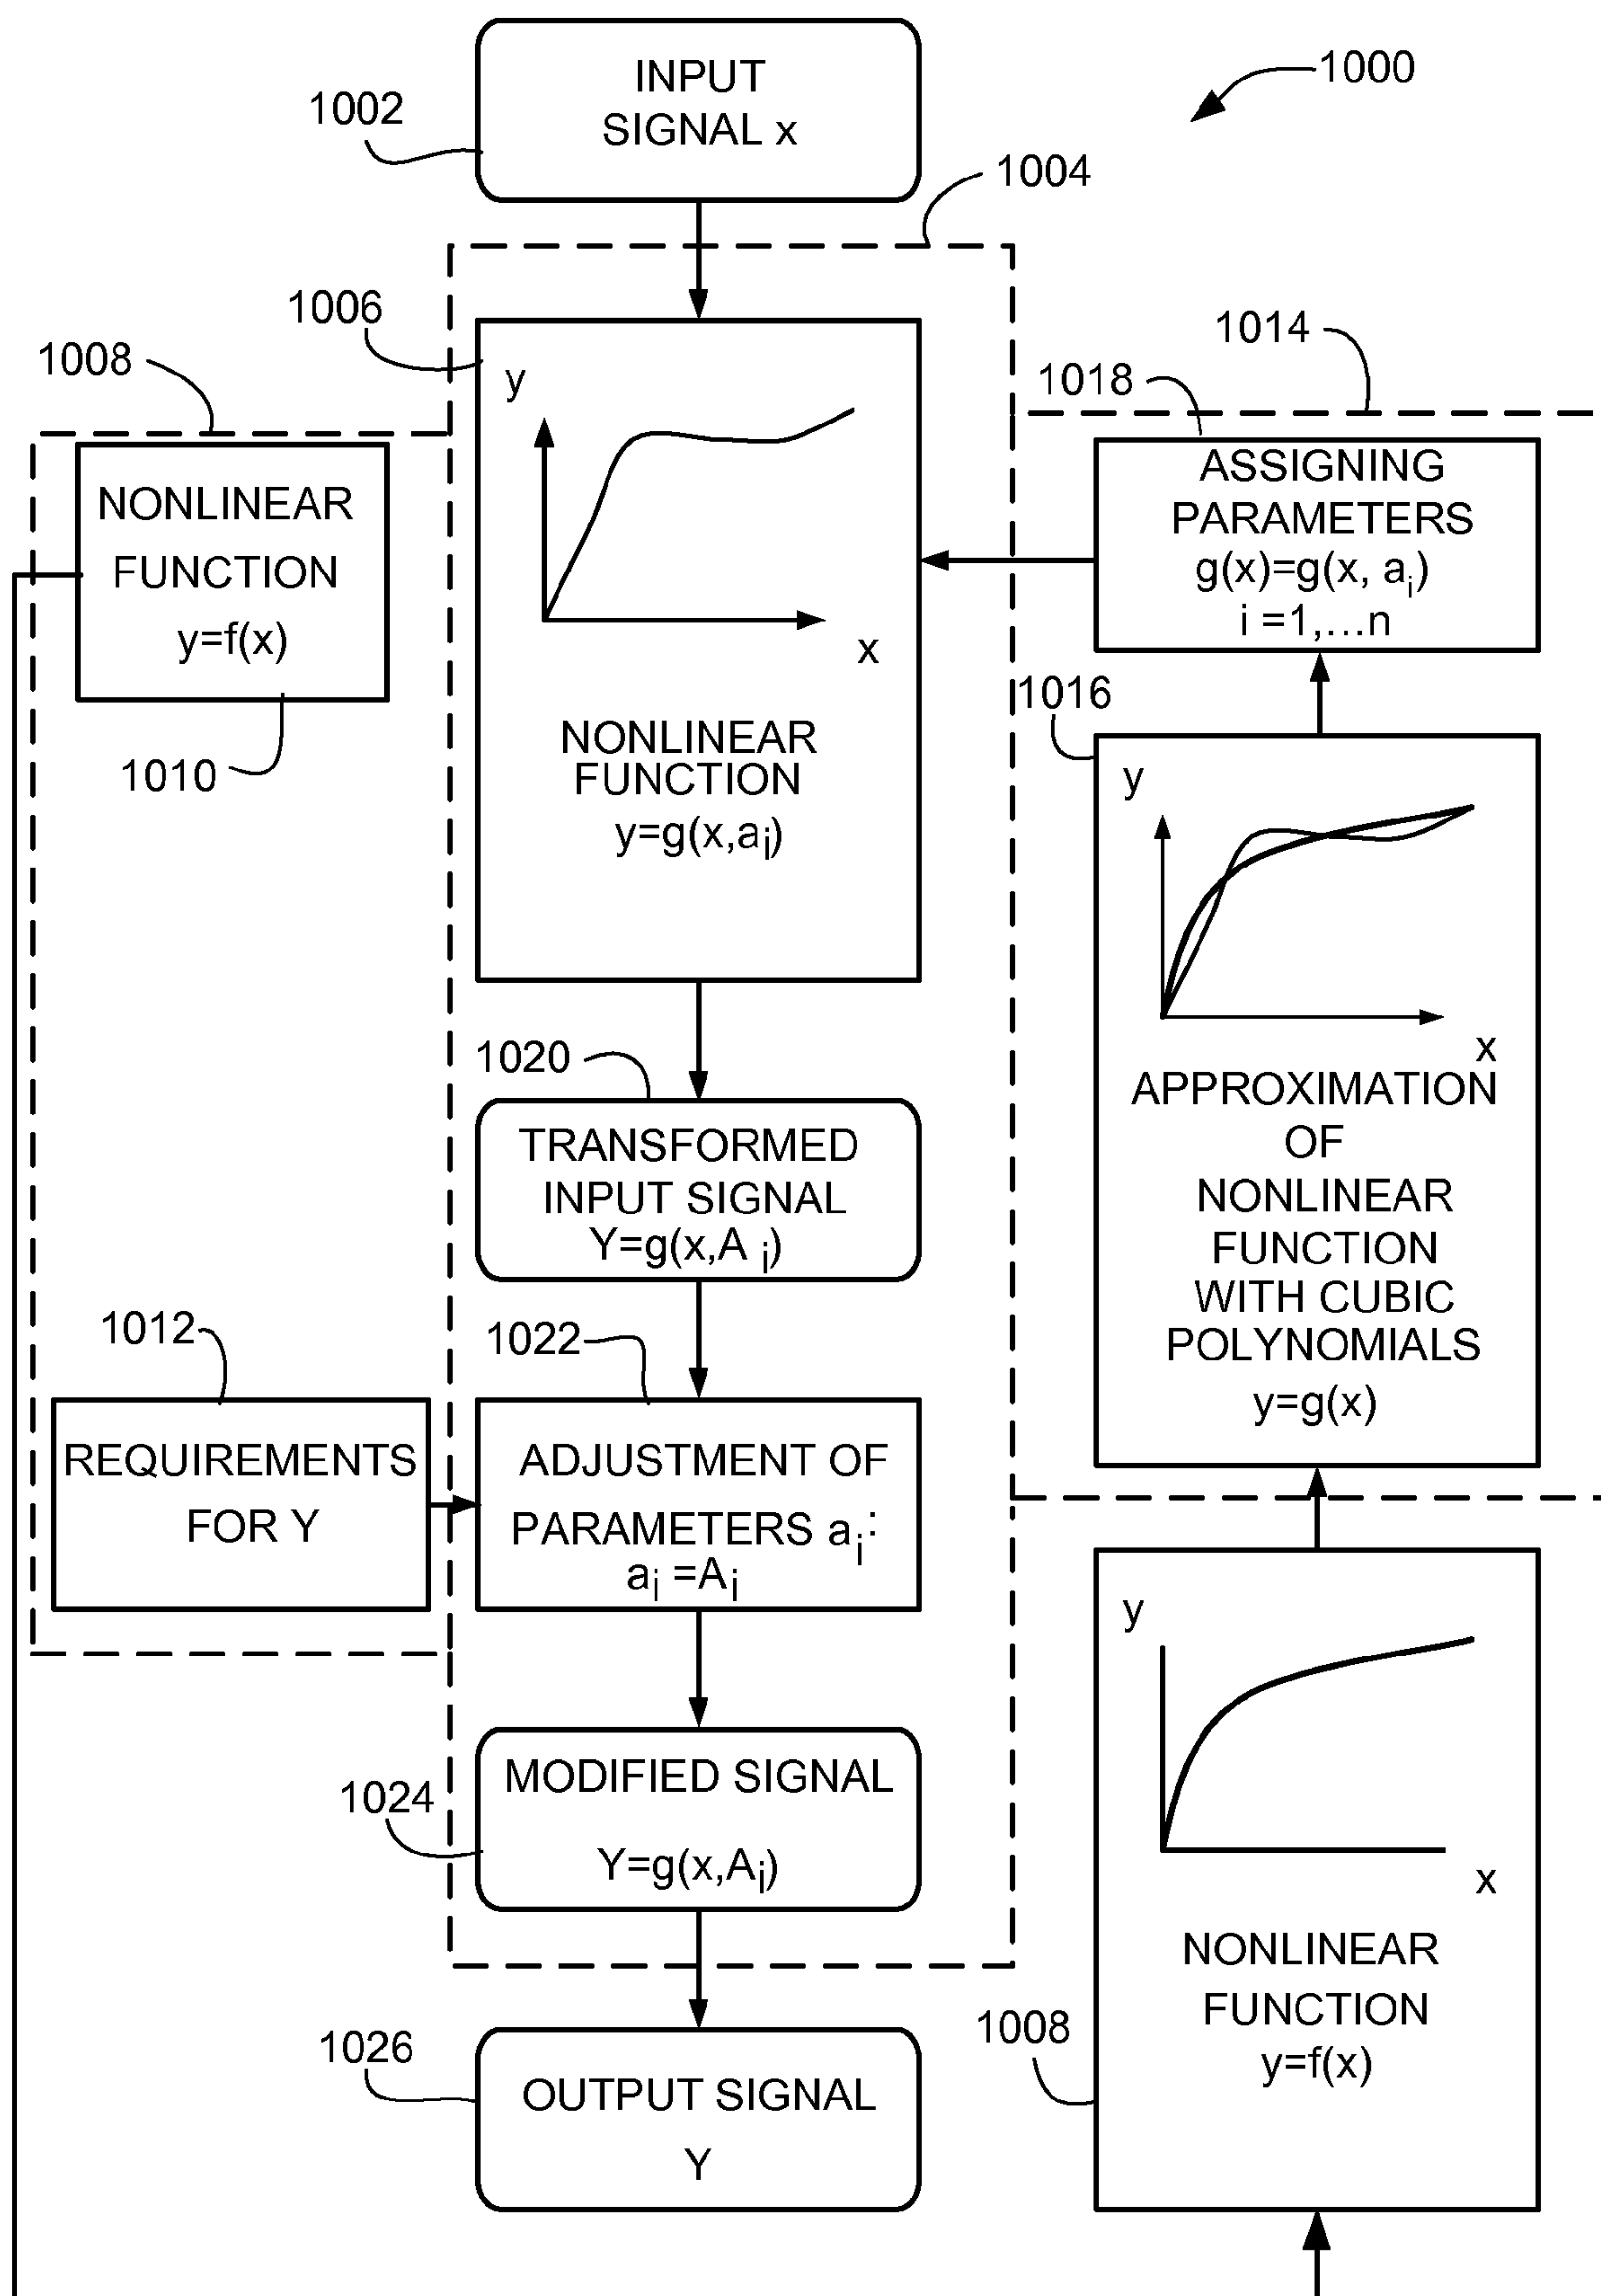 INPUT
SIGNAL x
1000
1002
1004
1006
y
x
NONLINEAR
FUNCTION
y=g(x,ai)
1008
NONLINEAR
FUNCTION
y=f(x)
1010
1014
1018
ASSIGNING
PARAMETERS
g(x)=g(x, ai)
i =1,...n
1016
y
x
APPROXIMATION
OF
NONLINEAR
FUNCTION
WITH CUBIC
POLYNOMIALS
y=g(x)
1020
TRANSFORMED
INPUT SIGNAL
Y=g(x,A i)
1012
REQUIREMENTS
FOR Y
1022
ADJUSTMENT OF
PARAMETERS ai:
ai =Ai
1024
MODIFIED SIGNAL
Y=g(x,Ai)
y
x
NONLINEAR
FUNCTION
y=f(x)
1008
1026
OUTPUT SIGNAL
Y